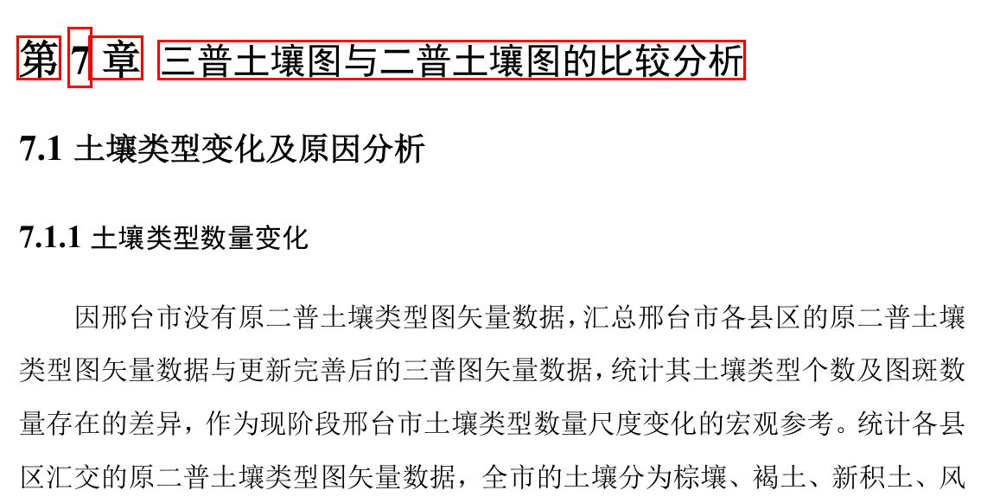 第 7 章 三普土壤图与二普土壤图的比较分析
7.1 土壤类型变化及原因分析
7.1.1 土壤类型数量变化
因邢台市没有原二普土壤类型图矢量数据，汇总邢台市各县区的原二普土壤
类型图矢量数据与更新完善后的三普图矢量数据，统计其土壤类型个数及图斑数
量存在的差异，作为现阶段邢台市土壤类型数量尺度变化的宏观参考。统计各县
区汇交的原二普土壤类型图矢量数据，全市的土壤分为棕壤、褐土、新积土、风